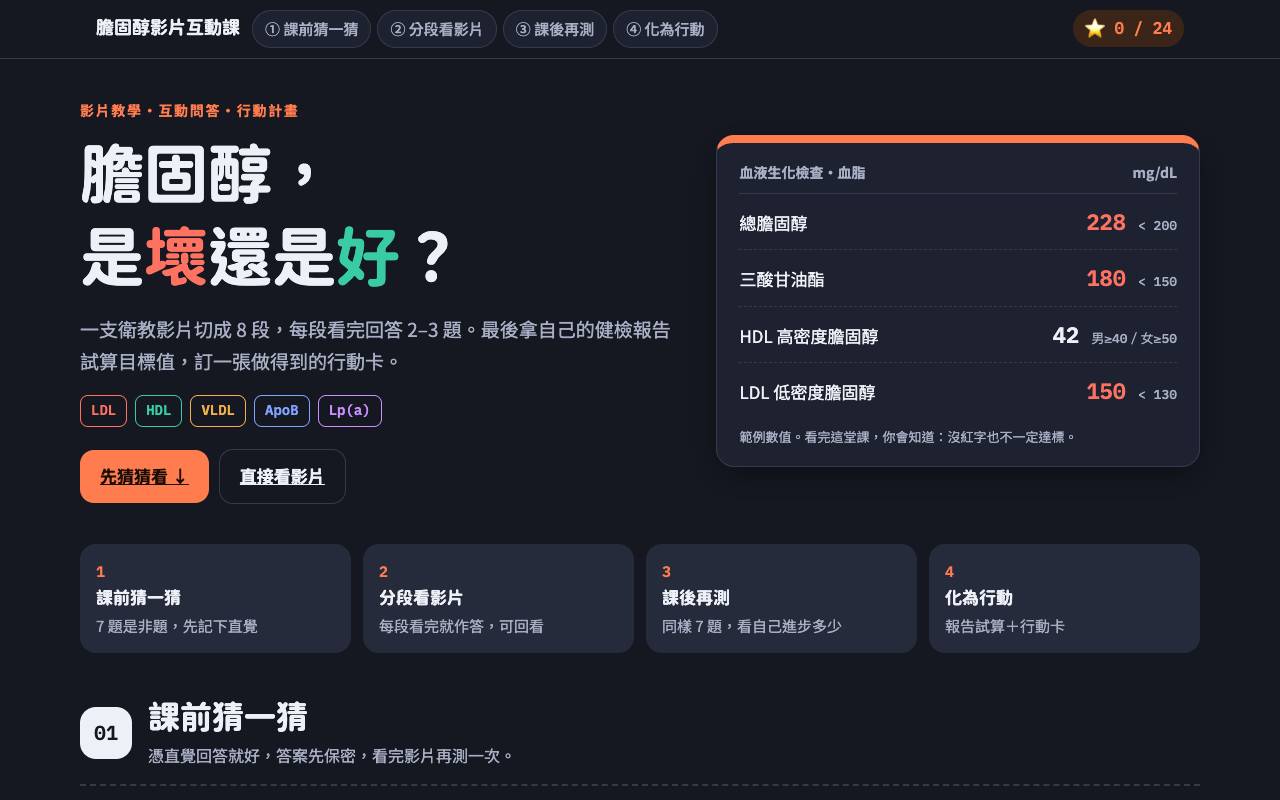 膽固醇影片互動課 ① 課前猜一猜 ② 分段看影片 ③ 課後再測 ④ 化為行動 ⭐ 0 / 24
影片教學・互動問答・行動計畫
膽固醇，
是壞還是好？
一支衛教影片切成 8 段，每段看完回答 2–3 題。最後拿自己的健檢報告
試算目標值，訂一張做得到的行動卡。
LDL HDL VLDL ApoB Lp(a)
先猜猜看 ↓ 直接看影片
血液生化檢查・血脂 mg/dL
總膽固醇 228 < 200
三酸甘油酯 180 < 150
HDL 高密度膽固醇 42 男≥40 / 女≥50
LDL 低密度膽固醇 150 < 130
範例數值。看完這堂課，你會知道：沒紅字也不一定達標。
1
課前猜一猜
7 題是非題，先記下直覺
2
分段看影片
每段看完就作答，可回看
3
課後再測
同樣 7 題，看自己進步多少
4
化為行動
報告試算＋行動卡
01 課前猜一猜
憑直覺回答就好，答案先保密，看完影片再測一次。